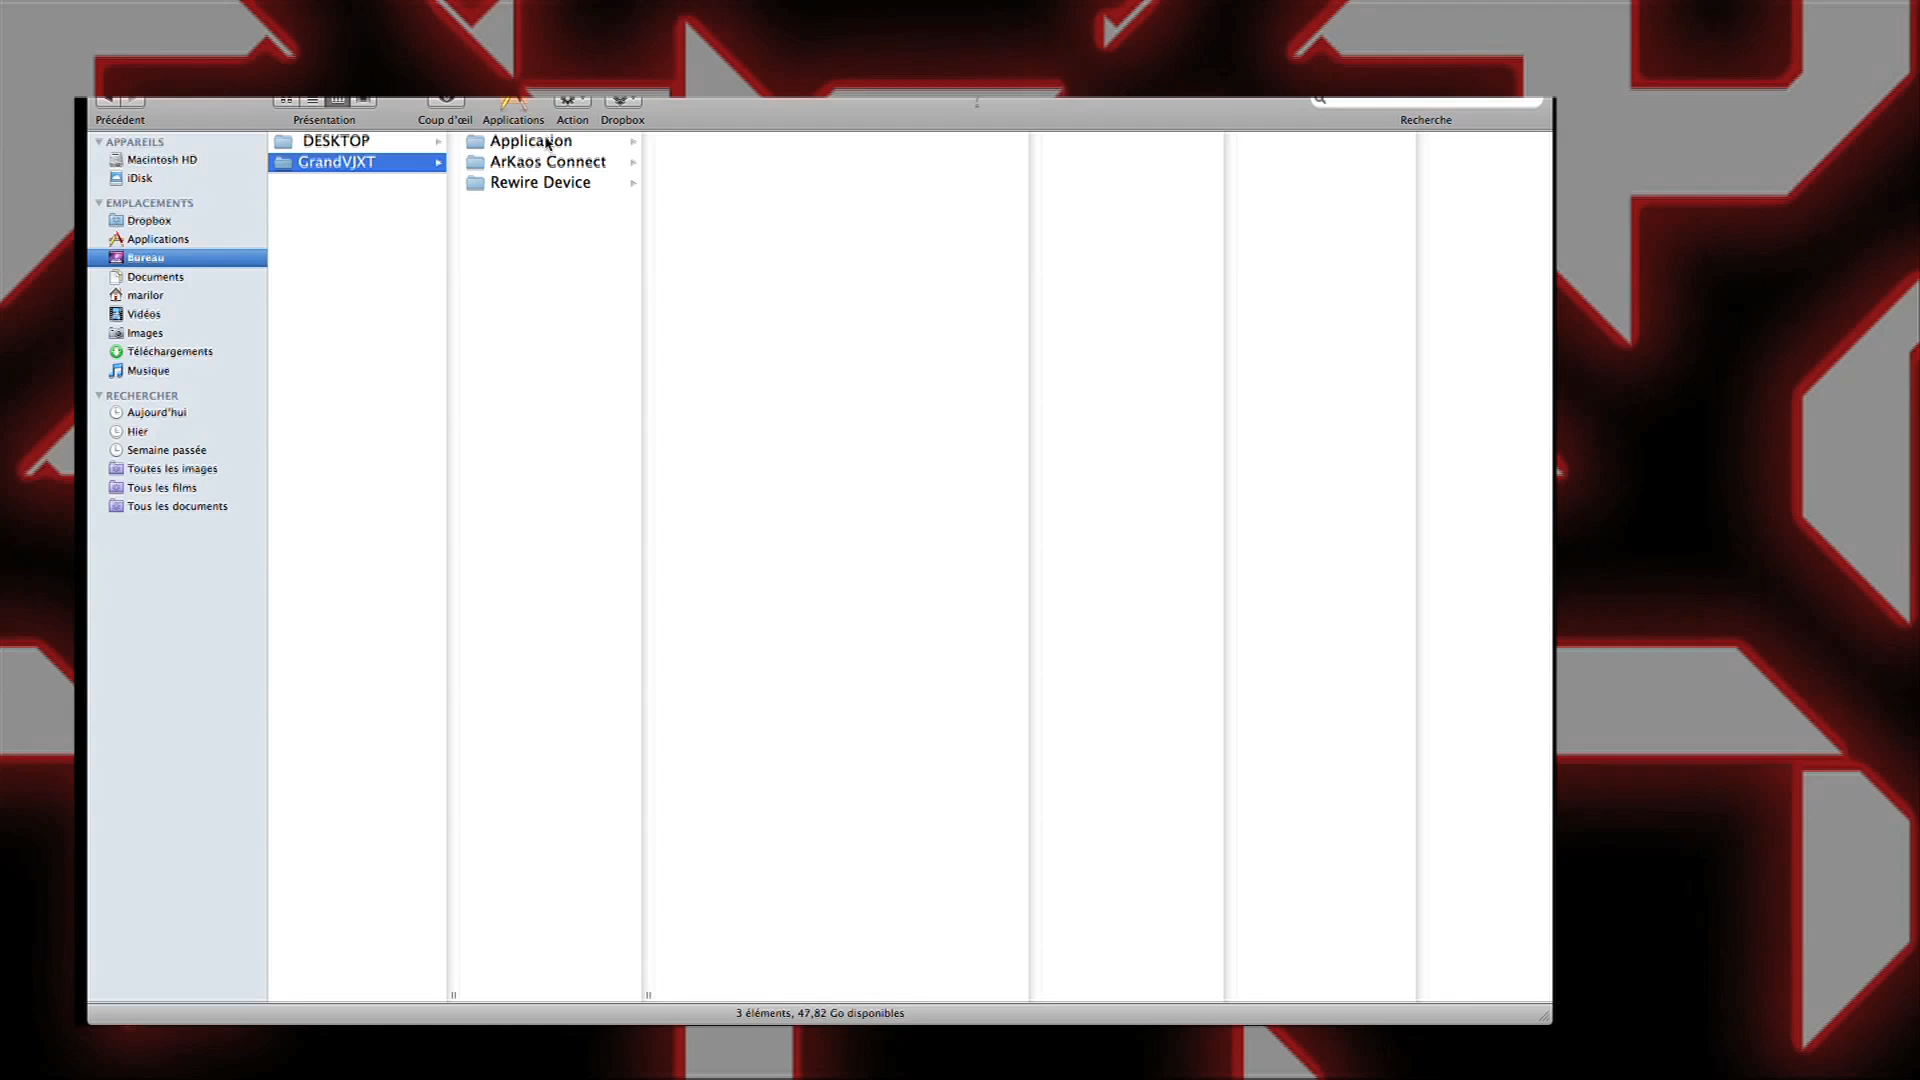 Précédent
Présentation
Coup d'œil
Applications
Action
Dropbox
Recherche
APPAREILS
Macintosh HD
iDisk
EMPLACEMENTS
Dropbox
Applications
Bureau
Documents
marilor
Vidéos
Images
Téléchargements
Musique
RECHERCHER
Aujourd'hui
Hier
Semaine passée
Toutes les images
Tous les films
Tous les documents
DESKTOP
GrandVJXT
Application
ArKaos Connect
Rewire Device
3 éléments, 47,82 Go disponibles